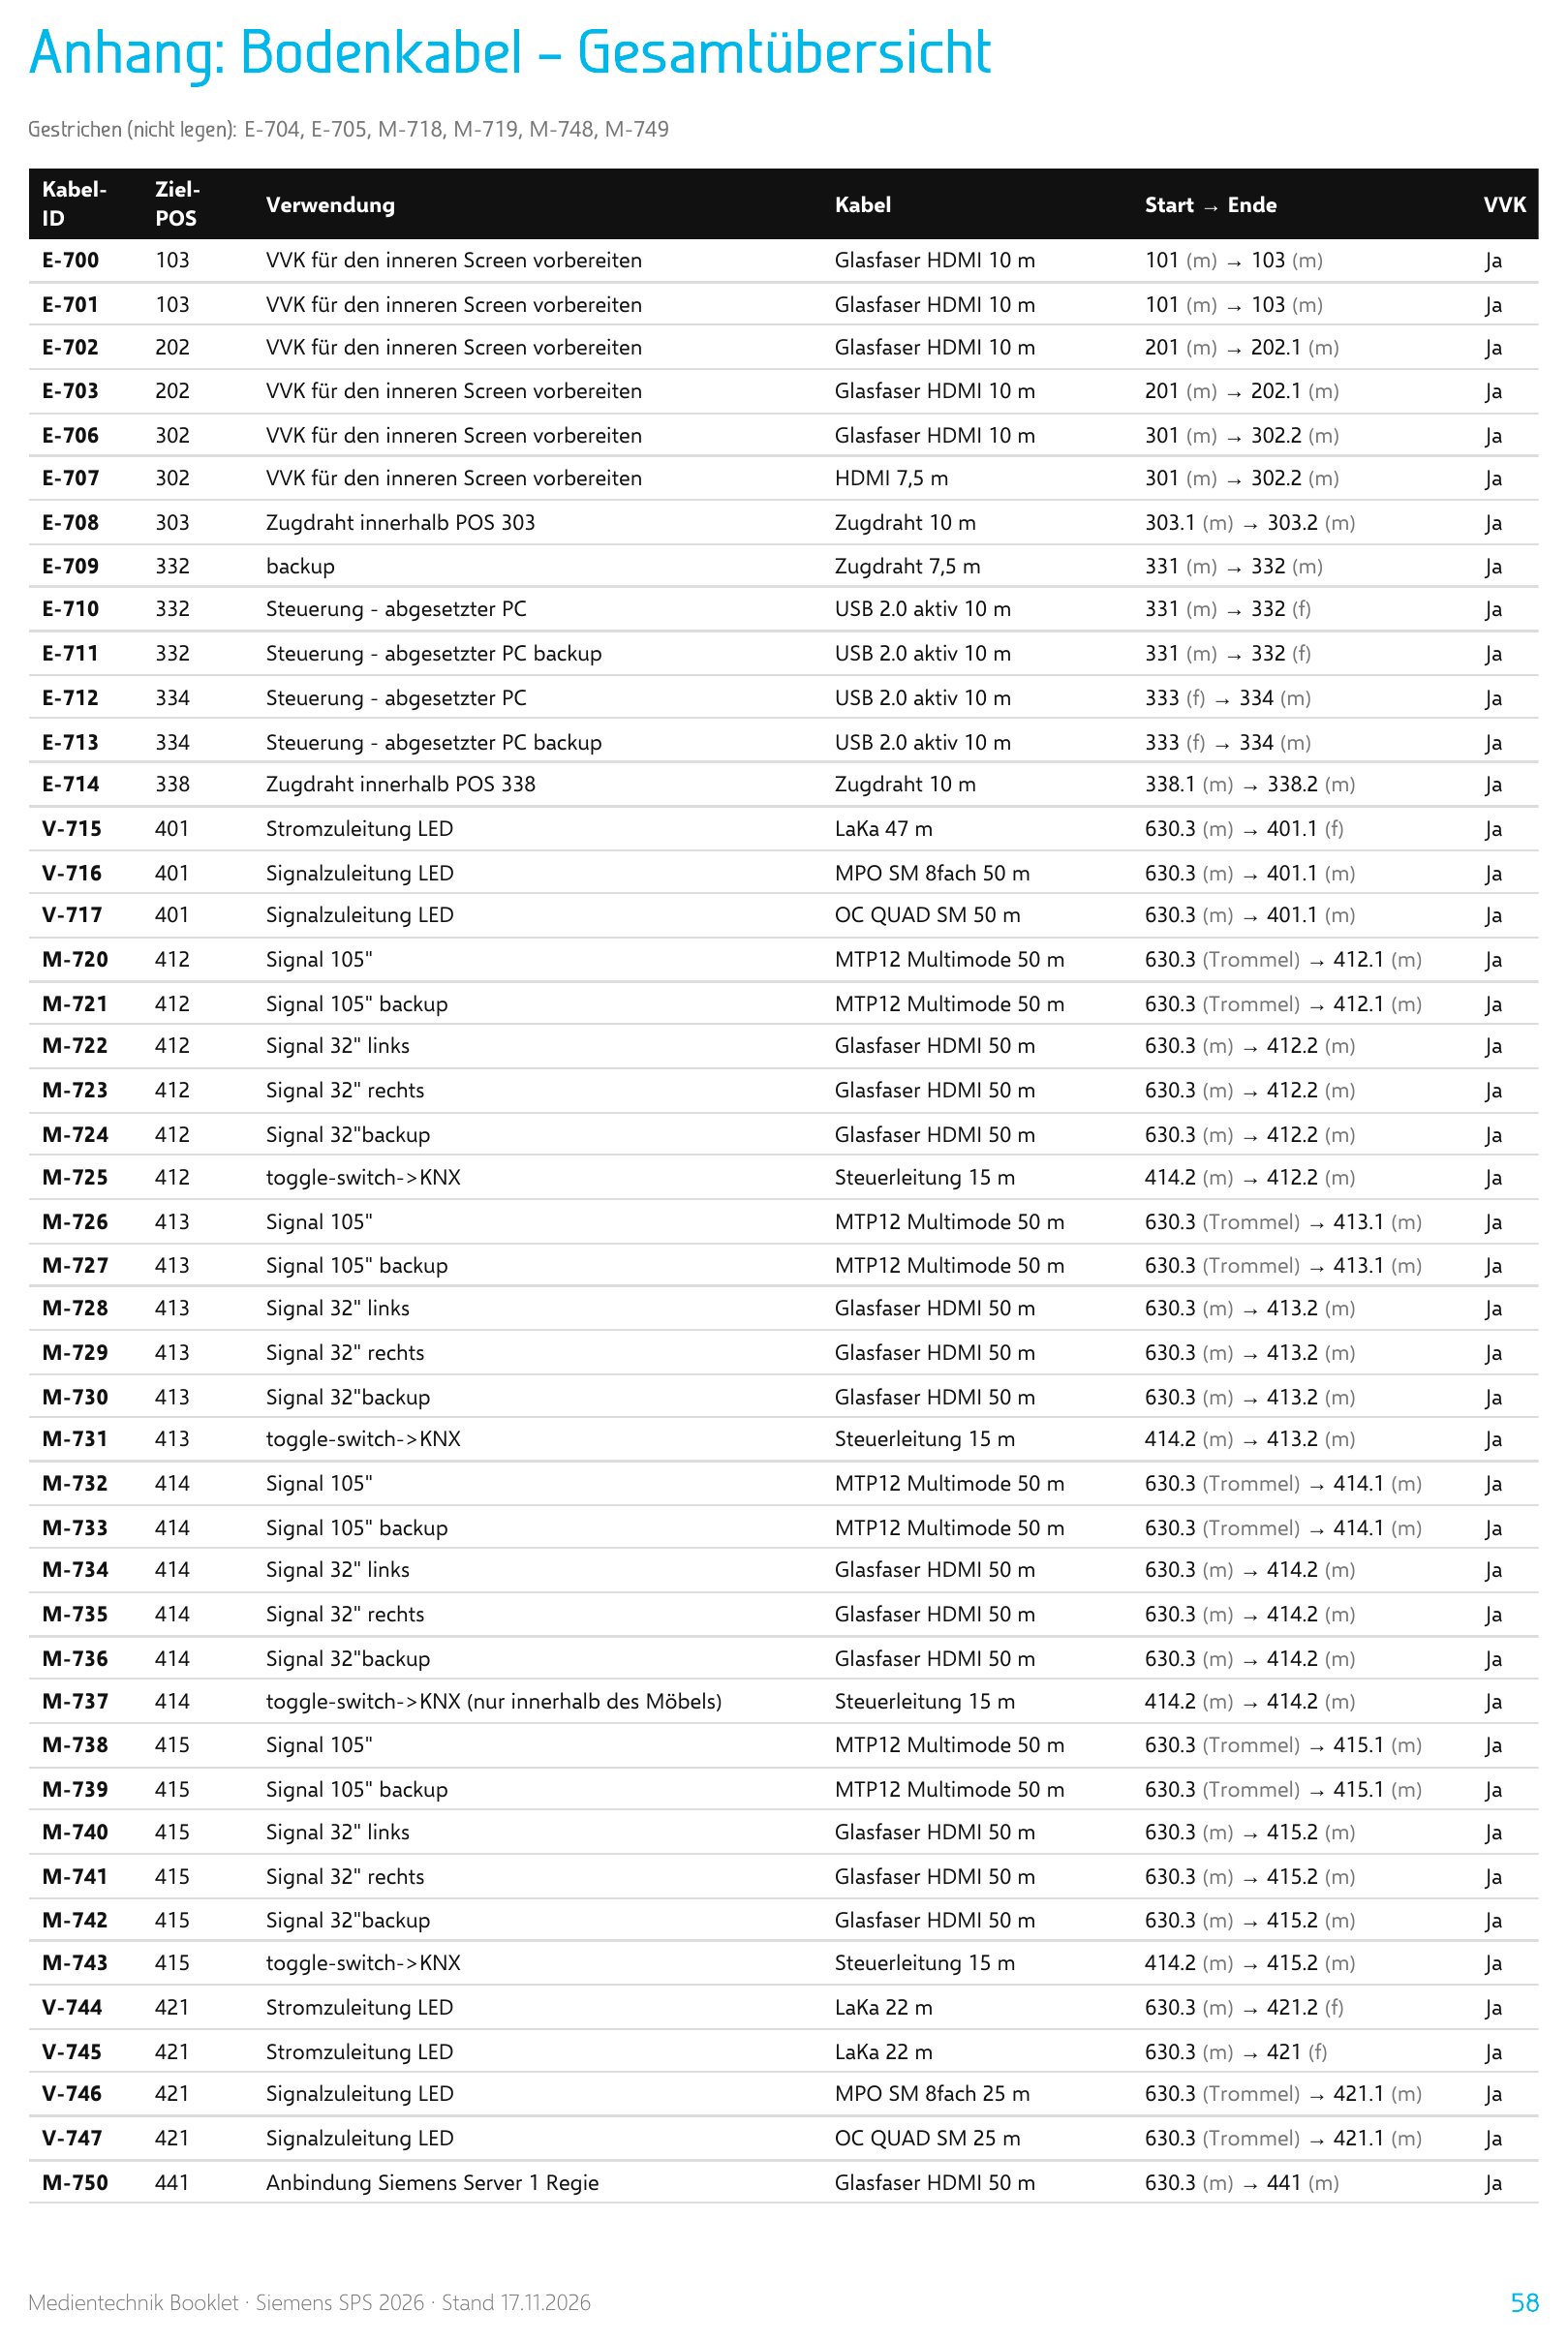 Anhang: Bodenkabel – Gesamtübersicht
Gestrichen (nicht legen): E-704, E-705, M-718, M-719, M-748, M-749
Kabel-ID Ziel-POS Verwendung Kabel Start → Ende VVK
E-700 103 VVK für den inneren Screen vorbereiten Glasfaser HDMI 10 m 101 (m) → 103 (m) Ja
E-701 103 VVK für den inneren Screen vorbereiten Glasfaser HDMI 10 m 101 (m) → 103 (m) Ja
E-702 202 VVK für den inneren Screen vorbereiten Glasfaser HDMI 10 m 201 (m) → 202.1 (m) Ja
E-703 202 VVK für den inneren Screen vorbereiten Glasfaser HDMI 10 m 201 (m) → 202.1 (m) Ja
E-706 302 VVK für den inneren Screen vorbereiten Glasfaser HDMI 10 m 301 (m) → 302.2 (m) Ja
E-707 302 VVK für den inneren Screen vorbereiten HDMI 7,5 m 301 (m) → 302.2 (m) Ja
E-708 303 Zugdraht innerhalb POS 303 Zugdraht 10 m 303.1 (m) → 303.2 (m) Ja
E-709 332 backup Zugdraht 7,5 m 331 (m) → 332 (m) Ja
E-710 332 Steuerung - abgesetzter PC USB 2.0 aktiv 10 m 331 (m) → 332 (f) Ja
E-711 332 Steuerung - abgesetzter PC backup USB 2.0 aktiv 10 m 331 (m) → 332 (f) Ja
E-712 334 Steuerung - abgesetzter PC USB 2.0 aktiv 10 m 333 (f) → 334 (m) Ja
E-713 334 Steuerung - abgesetzter PC backup USB 2.0 aktiv 10 m 333 (f) → 334 (m) Ja
E-714 338 Zugdraht innerhalb POS 338 Zugdraht 10 m 338.1 (m) → 338.2 (m) Ja
V-715 401 Stromzuleitung LED LaKa 47 m 630.3 (m) → 401.1 (f) Ja
V-716 401 Signalzuleitung LED MPO SM 8fach 50 m 630.3 (m) → 401.1 (m) Ja
V-717 401 Signalzuleitung LED OC QUAD SM 50 m 630.3 (m) → 401.1 (m) Ja
M-720 412 Signal 105" MTP12 Multimode 50 m 630.3 (Trommel) → 412.1 (m) Ja
M-721 412 Signal 105" backup MTP12 Multimode 50 m 630.3 (Trommel) → 412.1 (m) Ja
M-722 412 Signal 32" links Glasfaser HDMI 50 m 630.3 (m) → 412.2 (m) Ja
M-723 412 Signal 32" rechts Glasfaser HDMI 50 m 630.3 (m) → 412.2 (m) Ja
M-724 412 Signal 32"backup Glasfaser HDMI 50 m 630.3 (m) → 412.2 (m) Ja
M-725 412 toggle-switch->KNX Steuerleitung 15 m 414.2 (m) → 412.2 (m) Ja
M-726 413 Signal 105" MTP12 Multimode 50 m 630.3 (Trommel) → 413.1 (m) Ja
M-727 413 Signal 105" backup MTP12 Multimode 50 m 630.3 (Trommel) → 413.1 (m) Ja
M-728 413 Signal 32" links Glasfaser HDMI 50 m 630.3 (m) → 413.2 (m) Ja
M-729 413 Signal 32" rechts Glasfaser HDMI 50 m 630.3 (m) → 413.2 (m) Ja
M-730 413 Signal 32"backup Glasfaser HDMI 50 m 630.3 (m) → 413.2 (m) Ja
M-731 413 toggle-switch->KNX Steuerleitung 15 m 414.2 (m) → 413.2 (m) Ja
M-732 414 Signal 105" MTP12 Multimode 50 m 630.3 (Trommel) → 414.1 (m) Ja
M-733 414 Signal 105" backup MTP12 Multimode 50 m 630.3 (Trommel) → 414.1 (m) Ja
M-734 414 Signal 32" links Glasfaser HDMI 50 m 630.3 (m) → 414.2 (m) Ja
M-735 414 Signal 32" rechts Glasfaser HDMI 50 m 630.3 (m) → 414.2 (m) Ja
M-736 414 Signal 32"backup Glasfaser HDMI 50 m 630.3 (m) → 414.2 (m) Ja
M-737 414 toggle-switch->KNX (nur innerhalb des Möbels) Steuerleitung 15 m 414.2 (m) → 414.2 (m) Ja
M-738 415 Signal 105" MTP12 Multimode 50 m 630.3 (Trommel) → 415.1 (m) Ja
M-739 415 Signal 105" backup MTP12 Multimode 50 m 630.3 (Trommel) → 415.1 (m) Ja
M-740 415 Signal 32" links Glasfaser HDMI 50 m 630.3 (m) → 415.2 (m) Ja
M-741 415 Signal 32" rechts Glasfaser HDMI 50 m 630.3 (m) → 415.2 (m) Ja
M-742 415 Signal 32"backup Glasfaser HDMI 50 m 630.3 (m) → 415.2 (m) Ja
M-743 415 toggle-switch->KNX Steuerleitung 15 m 414.2 (m) → 415.2 (m) Ja
V-744 421 Stromzuleitung LED LaKa 22 m 630.3 (m) → 421.2 (f) Ja
V-745 421 Stromzuleitung LED LaKa 22 m 630.3 (m) → 421 (f) Ja
V-746 421 Signalzuleitung LED MPO SM 8fach 25 m 630.3 (Trommel) → 421.1 (m) Ja
V-747 421 Signalzuleitung LED OC QUAD SM 25 m 630.3 (Trommel) → 421.1 (m) Ja
M-750 441 Anbindung Siemens Server 1 Regie Glasfaser HDMI 50 m 630.3 (m) → 441 (m) Ja
Medientechnik Booklet · Siemens SPS 2026 · Stand 17.11.2026 58